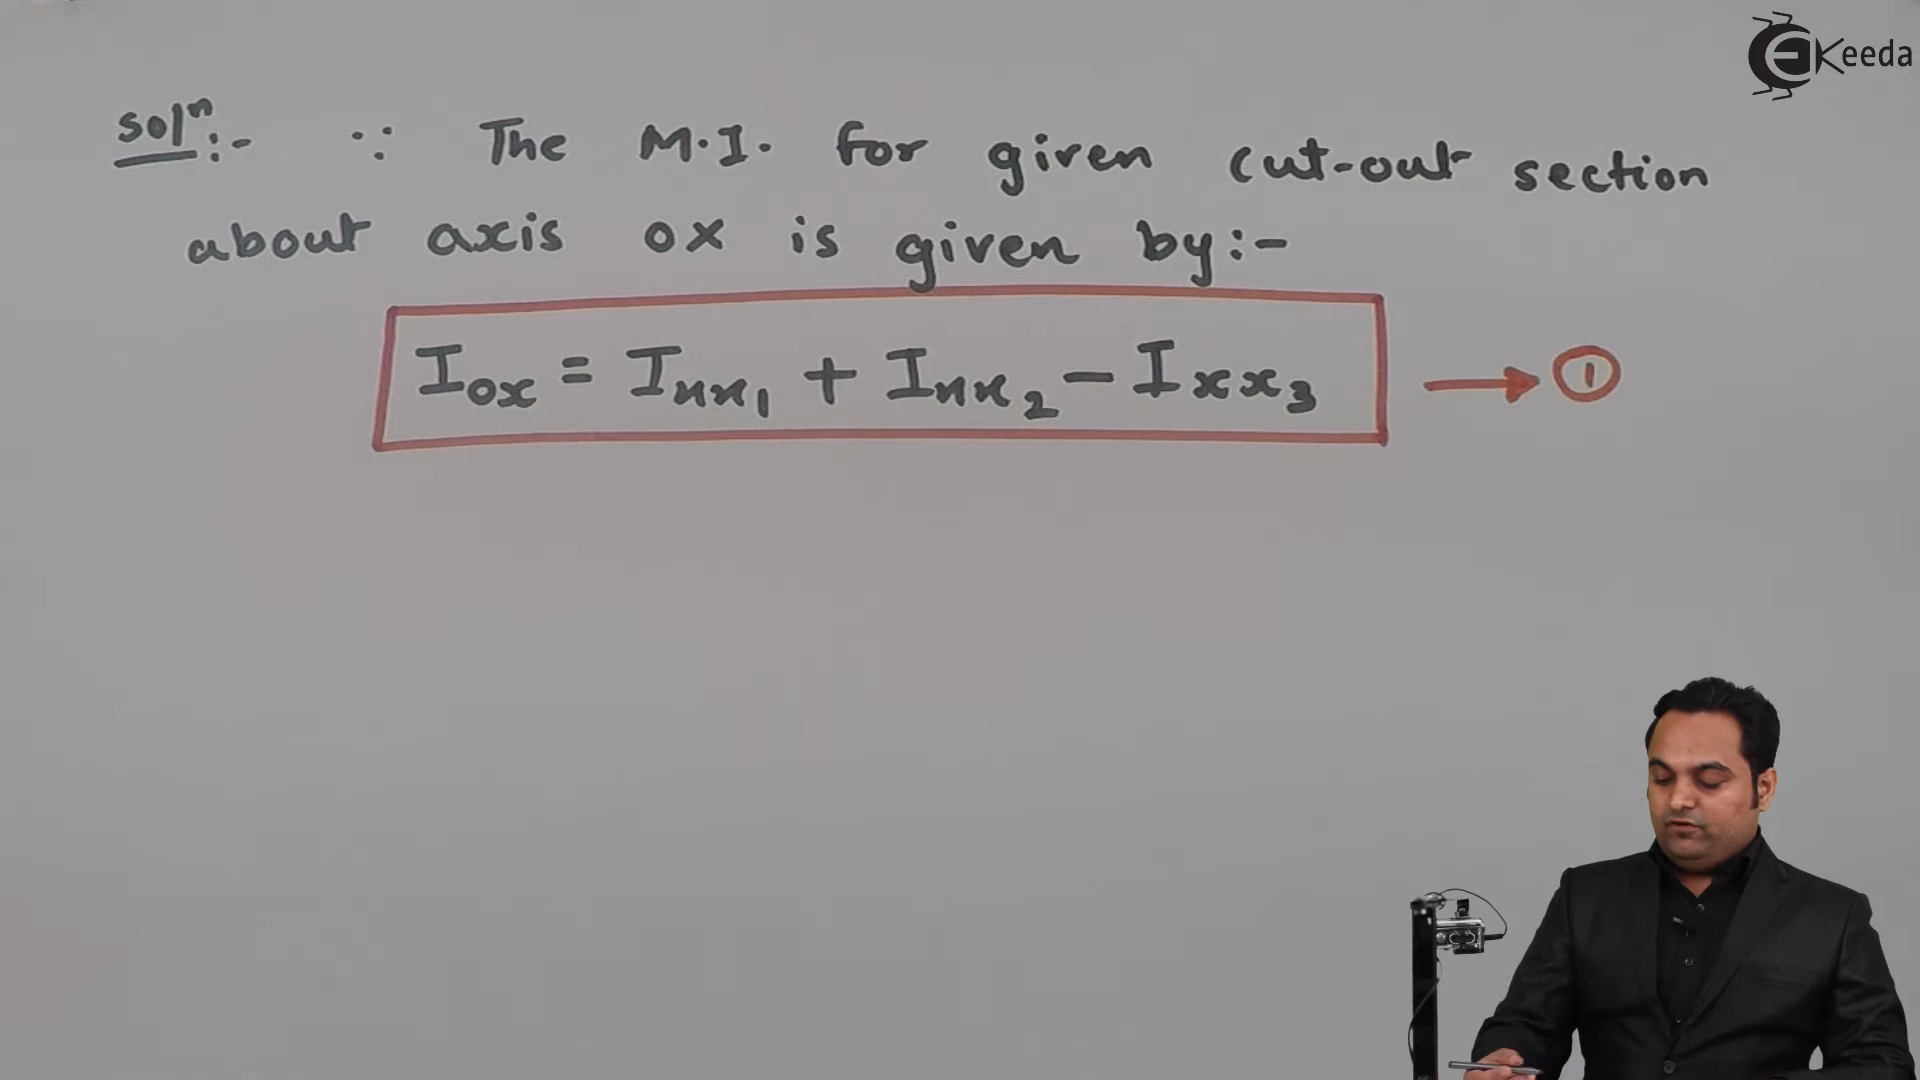 EKeeda
Solⁿ:- ∵ The M.I. for given cut-out section
about axis ox is given by:-
Iox = Ixx₁ + Ixx₂ - Ixx₃ → ①